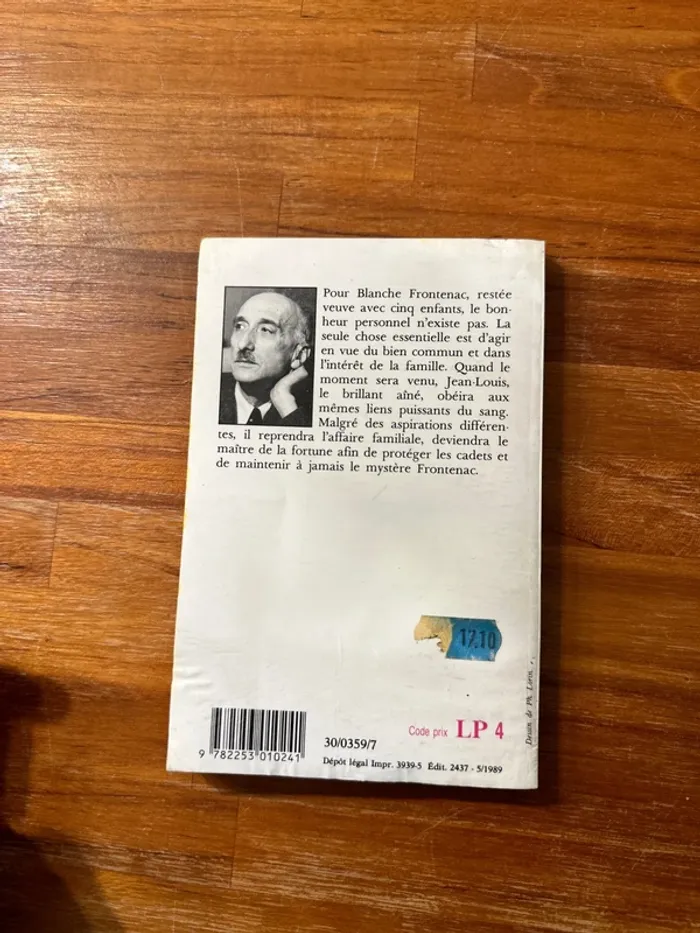 Pour Blanche Frontenac, restée
veuve avec cinq enfants, le bon-
heur personnel n'existe pas. La
seule chose essentielle est d'agir
en vue du bien commun et dans
l'intérêt de la famille. Quand le
moment sera venu, Jean-Louis,
le brillant aîné, obéira aux
mêmes liens puissants du sang.
Malgré des aspirations différen-
tes, il reprendra l'affaire familiale, deviendra le
maître de la fortune afin de protéger les cadets et
de maintenir à jamais le mystère Frontenac.
17.10
Code prix LP 4
30/0359/7
9 782253 010241
Dépôt légal Impr. 3939-5 Édit. 2437 - 5/1989
Dessin de Ph. Lorin.